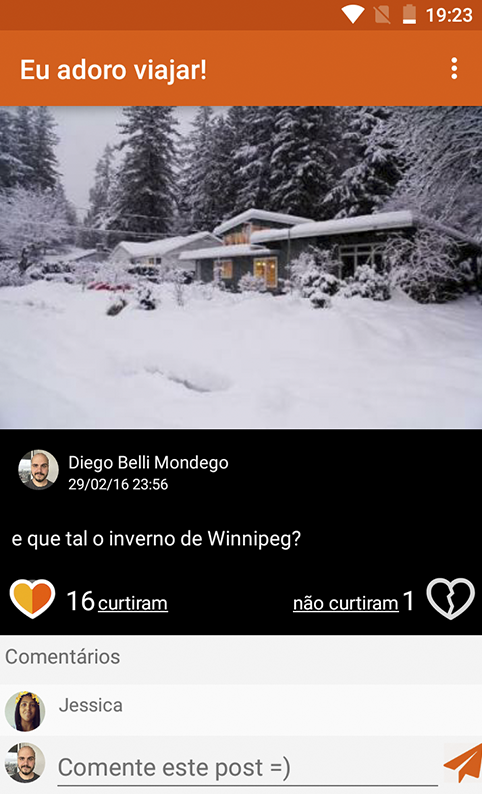 19:23
Eu adoro viajar!
Diego Belli Mondego
29/02/16 23:56
e que tal o inverno de Winnipeg?
16 curtiram não curtiram 1
Comentários
Jessica
Comente este post =)